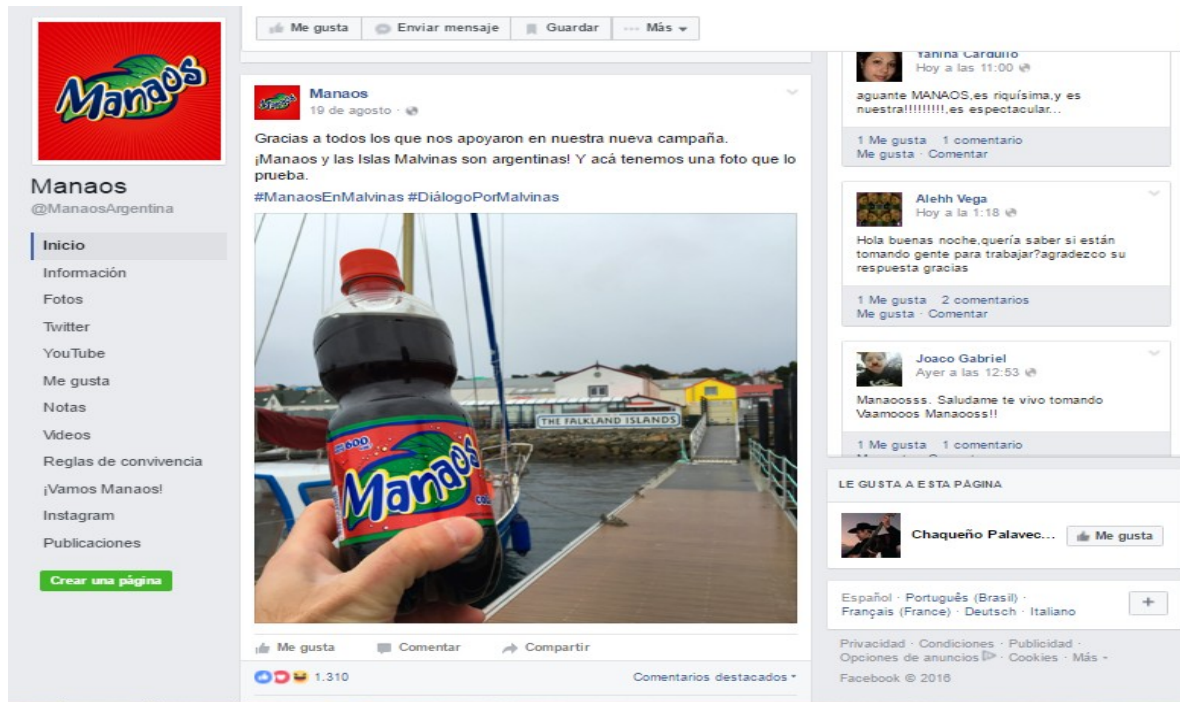 Manaos
Manaos
@ManaosArgentina
Inicio
Información
Fotos
Twitter
YouTube
Me gusta
Notas
Videos
Reglas de convivencia
¡Vamos Manaos!
Instagram
Publicaciones
Crear una página
Me gusta
Enviar mensaje
Guardar
··· Más
Manaos
Manaos
19 de agosto ·
Gracias a todos los que nos apoyaron en nuestra nueva campaña.
¡Manaos y las Islas Malvinas son argentinas! Y acá tenemos una foto que lo
prueba.
#ManaosEnMalvinas #DiálogoPorMalvinas
THE FALKLAND ISLANDS
600
Manaos
Me gusta
Comentar
Compartir
1.310
Comentarios destacados
Yanina Cardullo
Hoy a las 11:00
aguante MANAOS,es riquísima,y es
nuestra!!!!!!!!!,es espectacular...
1 Me gusta 1 comentario
Me gusta · Comentar
Alehh Vega
Hoy a la 1:18
Hola buenas noche,quería saber si están
tomando gente para trabajar?agradezco su
respuesta gracias
1 Me gusta 2 comentarios
Me gusta · Comentar
Joaco Gabriel
Ayer a las 12:53
Manaoosss. Saludame te vivo tomando
Vaamooos Manaooss!!
1 Me gusta 1 comentario
LE GUSTA A ESTA PÁGINA
Chaqueño Palavec...
Me gusta
Español · Português (Brasil) ·
Français (France) · Deutsch · Italiano
+
Privacidad · Condiciones · Publicidad ·
Opciones de anuncios · Cookies · Más
Facebook © 2016